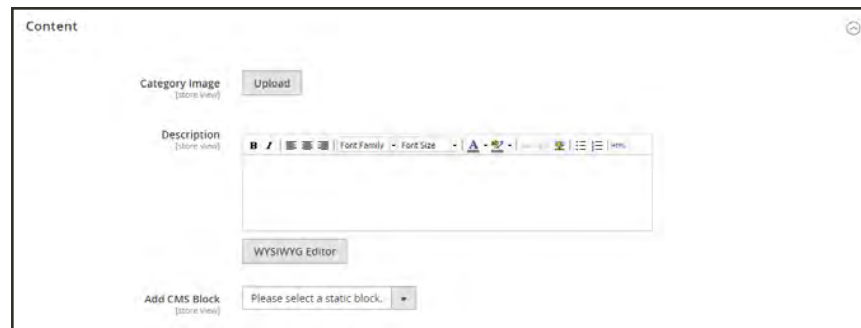 Content
Category Image
[store view]
Upload
Description
[store view]
B I Font Family Font Size A HTML
WYSIWYG Editor
Add CMS Block
[store view]
Please select a static block.